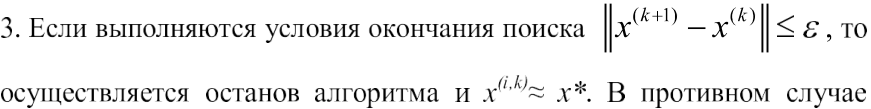 3. Если выполняются условия окончания поиска ‖x^(k+1) − x^(k)‖ ≤ ε, то
осуществляется останов алгоритма и x^(i,k)≈ x*. В противном случае